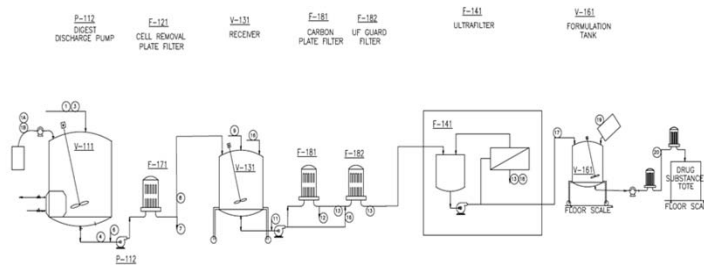 P-112
DIGEST
DISCHARGE PUMP
F-121
CELL REMOVAL
PLATE FILTER
V-131
RECEIVER
F-181
CARBON
PLATE FILTER
F-182
UF GUARD
FILTER
F-141
ULTRAFILTER
V-161
FORMULATION
TANK
V-111
F-171
V-131
F-181
F-182
F-141
V-161
FLOOR SCALE
DRUG
SUBSTANCE
TOTE
FLOOR SCA
P-112